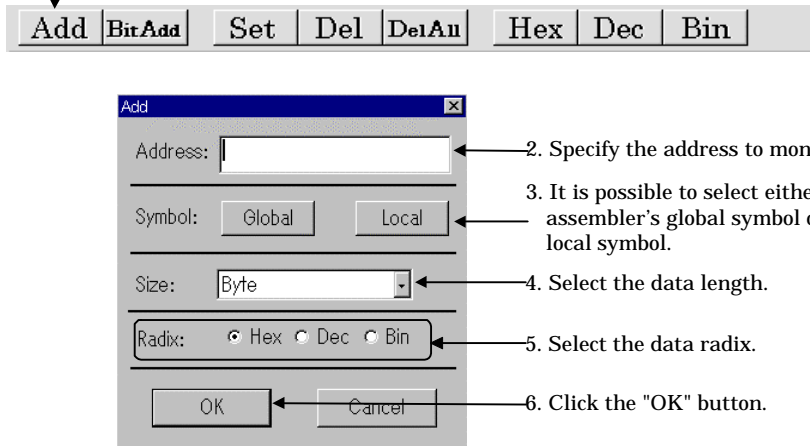 Add BitAdd Set Del DelAll Hex Dec Bin
Add
Address:
2. Specify the address to mon
3. It is possible to select eithe
assembler's global symbol
local symbol.
Symbol: Global Local
Size: Byte
4. Select the data length.
Radix: Hex Dec Bin
5. Select the data radix.
OK Cancel
6. Click the "OK" button.